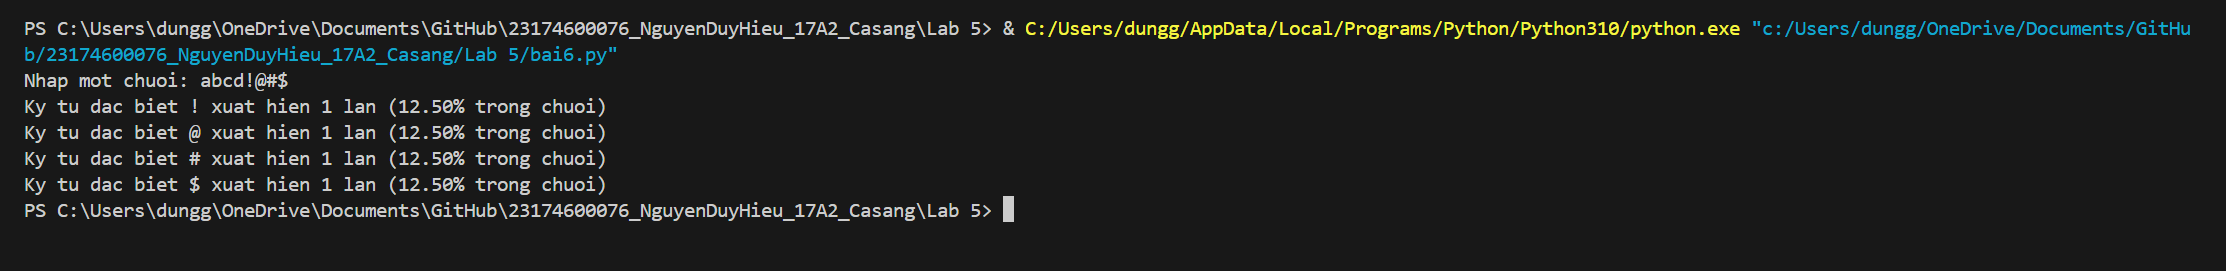 PS C:\Users\dungg\OneDrive\Documents\GitHub\23174600076_NguyenDuyHieu_17A2_Casang\Lab 5> & C:/Users/dungg/AppData/Local/Programs/Python/Python310/python.exe "c:/Users/dungg/OneDrive/Documents/GitHu
b/23174600076_NguyenDuyHieu_17A2_Casang/Lab 5/bai6.py"
Nhap mot chuoi: abcd!@#$
Ky tu dac biet ! xuat hien 1 lan (12.50% trong chuoi)
Ky tu dac biet @ xuat hien 1 lan (12.50% trong chuoi)
Ky tu dac biet # xuat hien 1 lan (12.50% trong chuoi)
Ky tu dac biet $ xuat hien 1 lan (12.50% trong chuoi)
PS C:\Users\dungg\OneDrive\Documents\GitHub\23174600076_NguyenDuyHieu_17A2_Casang\Lab 5>